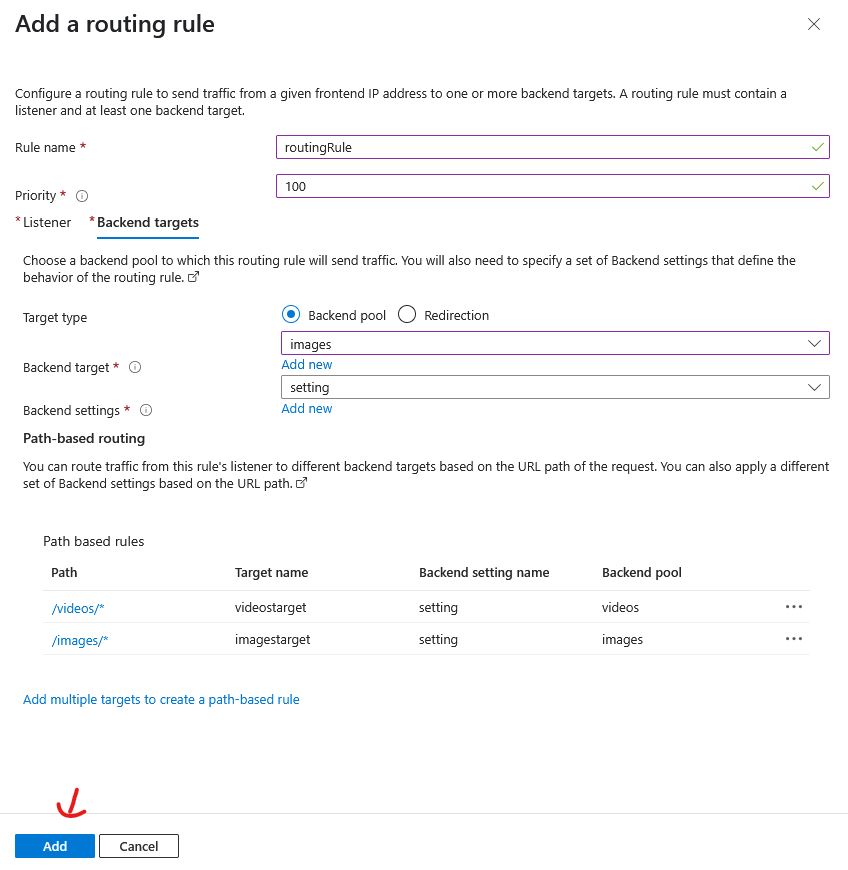 Add a routing rule
Configure a routing rule to send traffic from a given frontend IP address to one or more backend targets. A routing rule must contain a
listener and at least one backend target.
Rule name *
routingRule
Priority *
100
* Listener
* Backend targets
Choose a backend pool to which this routing rule will send traffic. You will also need to specify a set of Backend settings that define the
behavior of the routing rule.
Target type
Backend pool
Redirection
images
Backend target *
Add new
setting
Backend settings *
Add new
Path-based routing
You can route traffic from this rule's listener to different backend targets based on the URL path of the request. You can also apply a different
set of Backend settings based on the URL path.
Path based rules
Path Target name Backend setting name Backend pool
/videos/* videostarget setting videos
/images/* imagestarget setting images
Add multiple targets to create a path-based rule
Add
Cancel